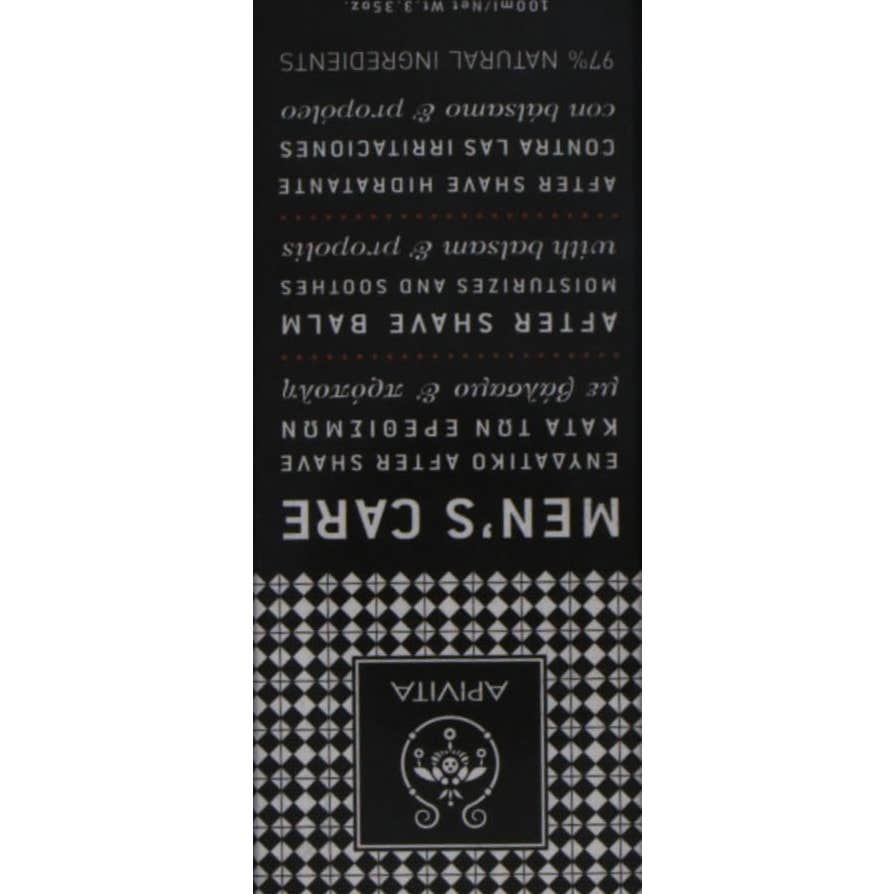 APIVITA
MEN'S CARE
ΕΝΥΔΑΤΙΚΟ AFTER SHAVE
ΚΑΤΑ ΤΩΝ ΕΡΕΘΙΣΜΩΝ
με βάλσαμο & πρόπολη
AFTER SHAVE BALM
MOISTURIZES AND SOOTHES
with balsam & propolis
AFTER SHAVE HIDRATANTE
CONTRA LAS IRRITACIONES
con bálsamo & propóleo
97% NATURAL INGREDIENTS
100ml/Net Wt.3.35oz.